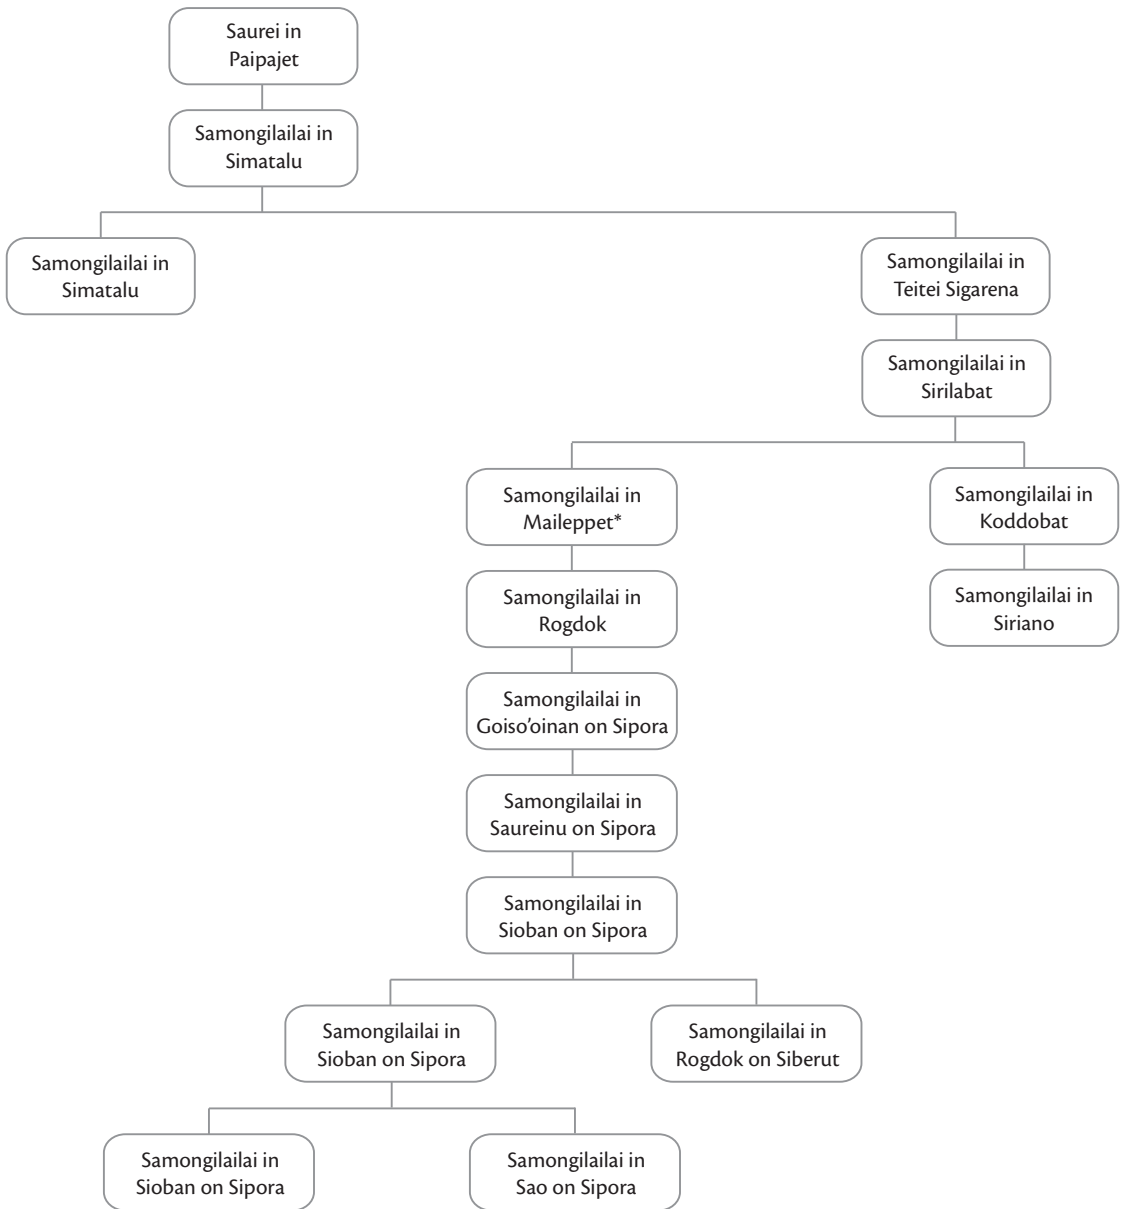 Saurei in
Paipajet
Samongilailai in
Simatalu
Samongilailai in
Simatalu
Samongilailai in
Teitei Sigarena
Samongilailai in
Sirilabat
Samongilailai in
Maileppet*
Samongilailai in
Koddobat
Samongilailai in
Rogdok
Samongilailai in
Siriano
Samongilailai in
Goiso’oinan on Sipora
Samongilailai in
Saureinu on Sipora
Samongilailai in
Sioban on Sipora
Samongilailai in
Sioban on Sipora
Samongilailai in
Rogdok on Siberut
Samongilailai in
Sioban on Sipora
Samongilailai in
Sao on Sipora